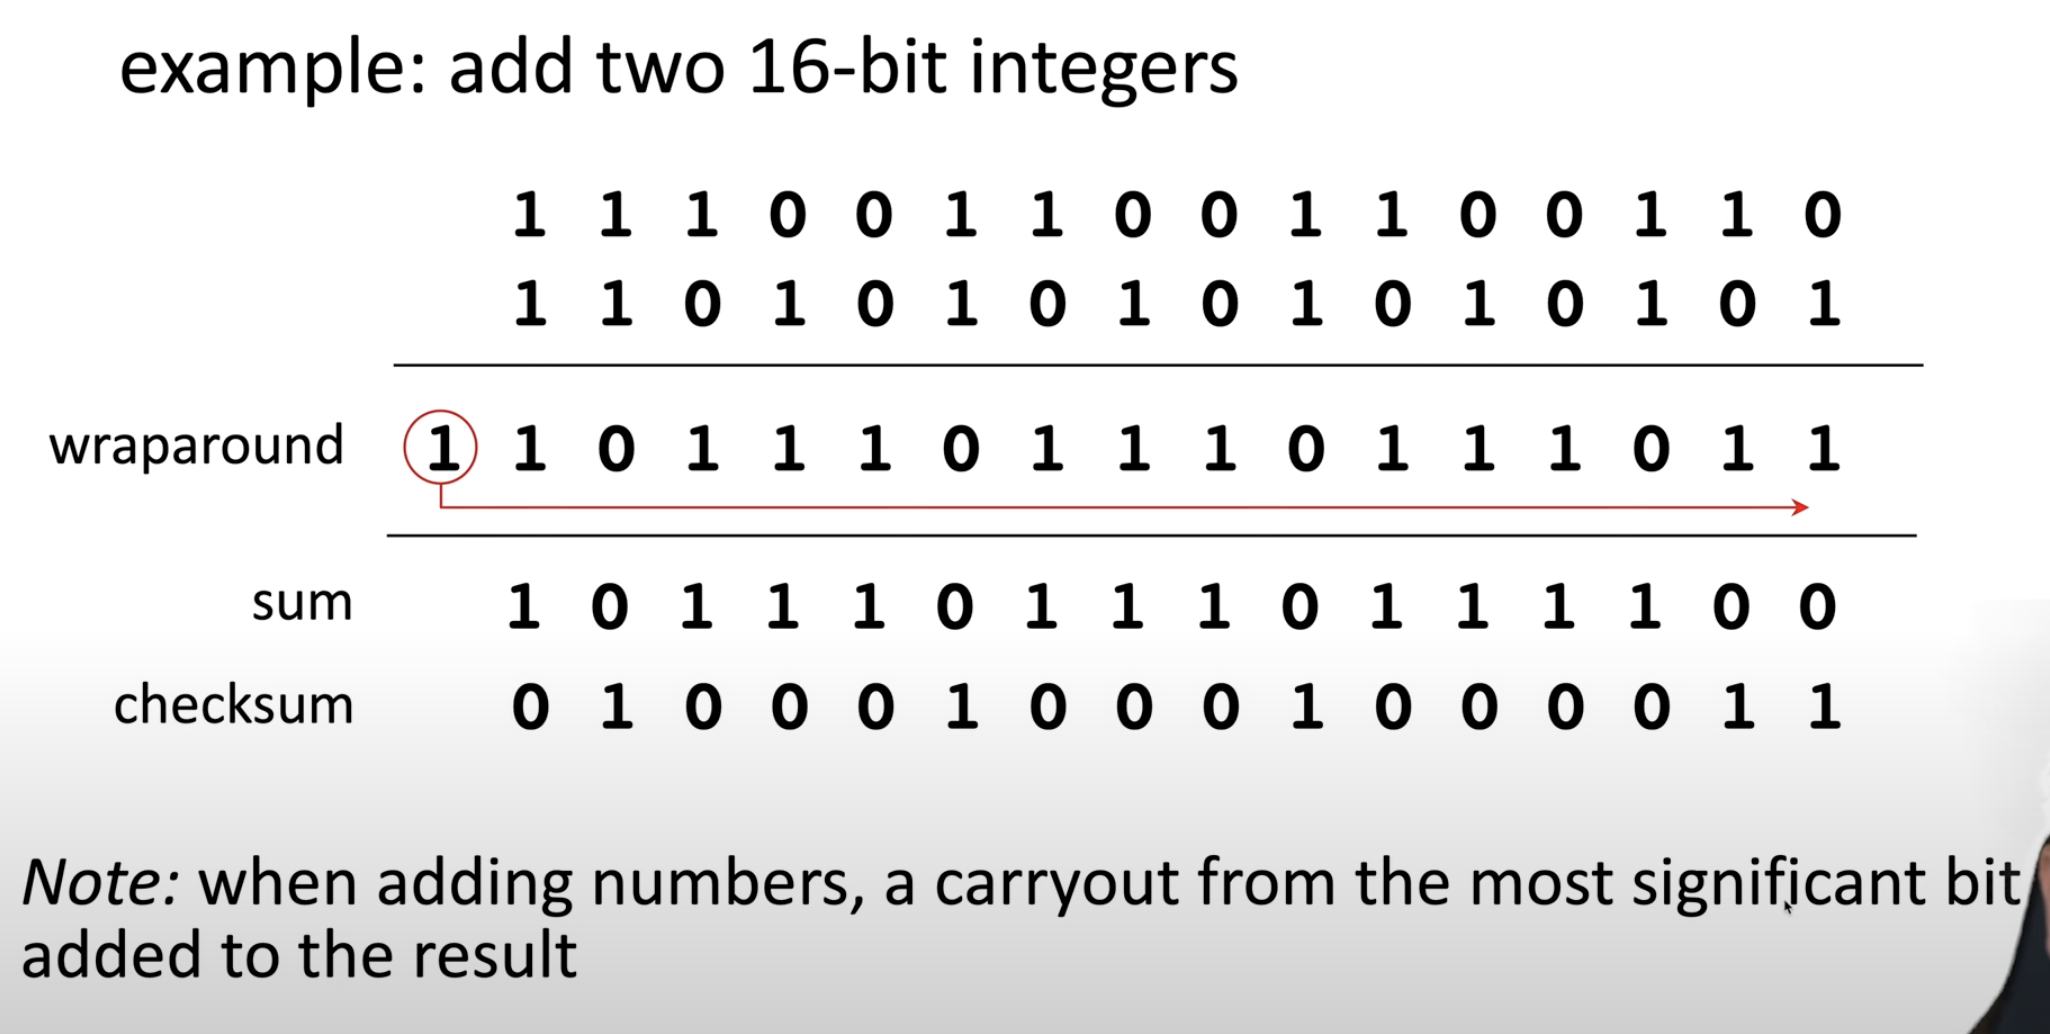 example: add two 16-bit integers
1 1 1 0 0 1 1 0 0 1 1 0 0 1 1 0
1 1 0 1 0 1 0 1 0 1 0 1 0 1 0 1
wraparound 1 1 0 1 1 1 0 1 1 1 0 1 1 1 0 1 1
sum 1 0 1 1 1 0 1 1 1 0 1 1 1 1 0 0
checksum 0 1 0 0 0 1 0 0 0 1 0 0 0 0 1 1
Note: when adding numbers, a carryout from the most significant bit
added to the result